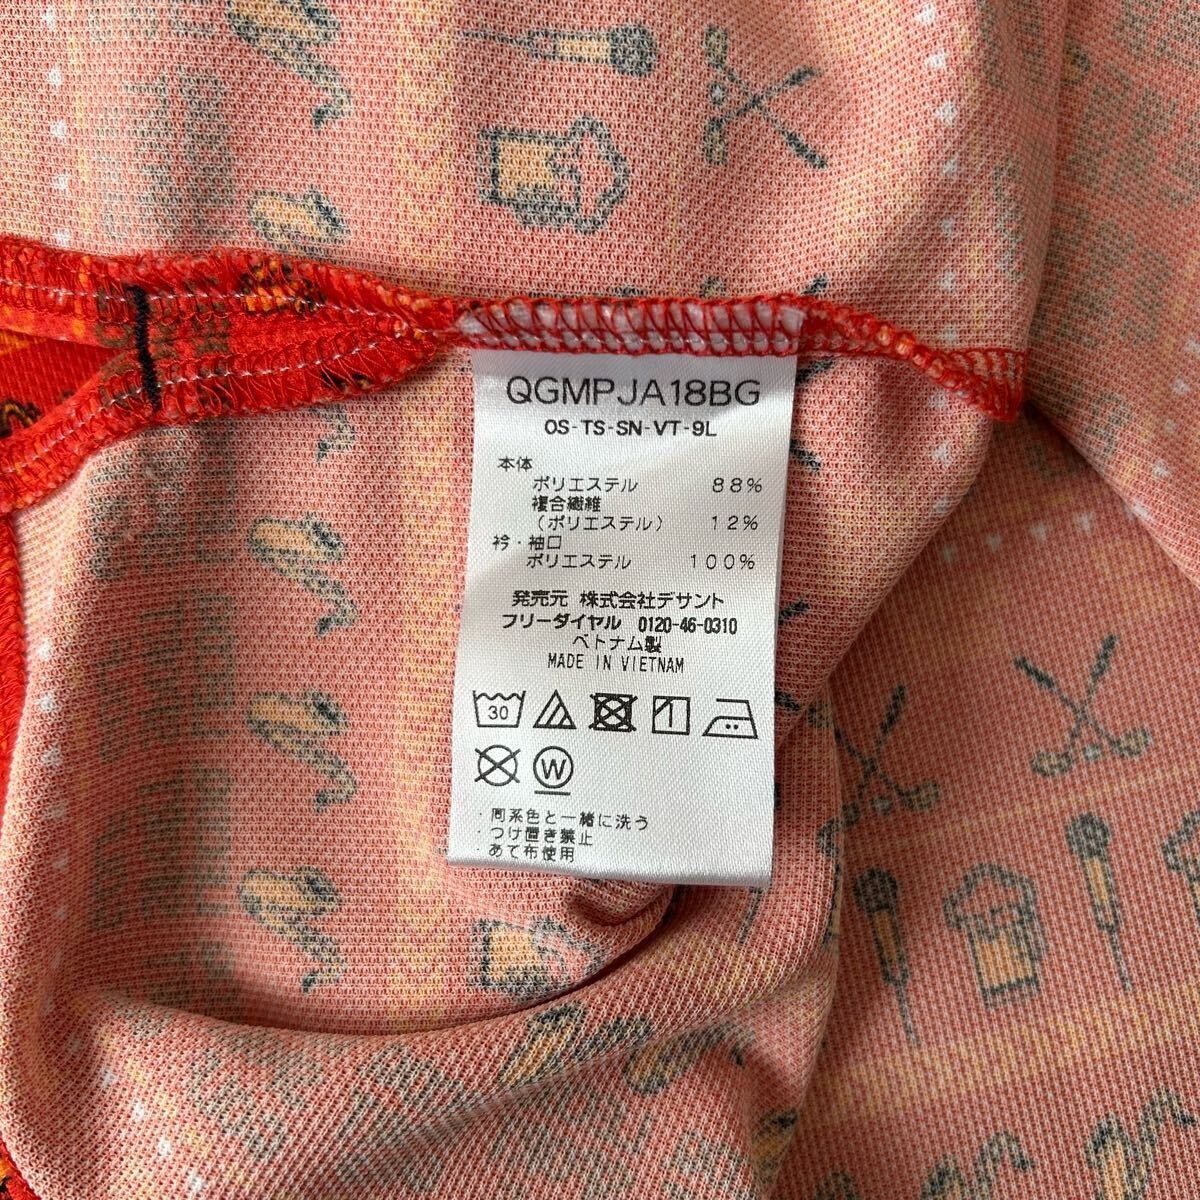 QGMPJA18BG
OS-TS-SN-VT-9L
本体
ポリエステル 88%
複合繊維
(ポリエステル) 12%
衿・袖口
ポリエステル 100%
発売元 株式会社デサント
フリーダイヤル 0120-46-0310
ベトナム製
MADE IN VIETNAM
30
W
・同系色と一緒に洗う
・つけ置き禁止
・あて布使用